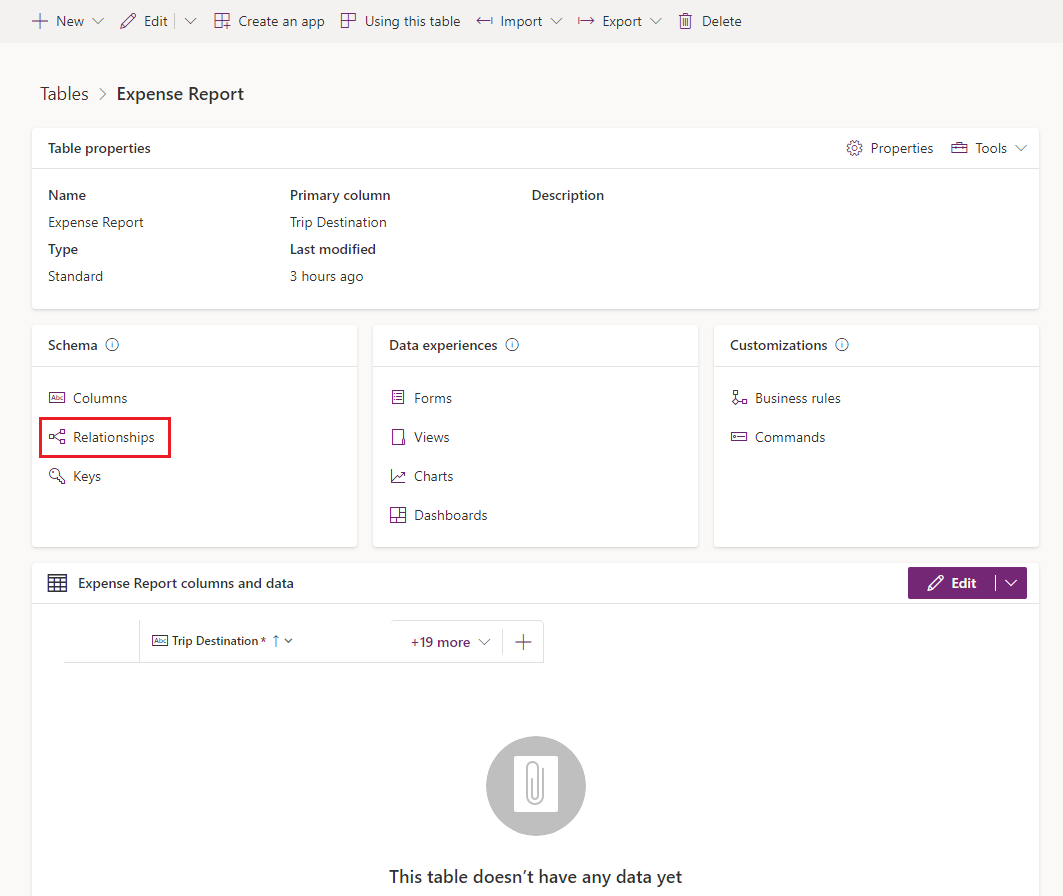 New Edit Create an app Using this table Import Export Delete
Tables > Expense Report
Table properties Properties Tools
Name Primary column Description
Expense Report Trip Destination
Type Last modified
Standard 3 hours ago
Schema Data experiences Customizations
Abc Columns Forms Business rules
Relationships Views Commands
Keys Charts
Dashboards
Expense Report columns and data Edit
Abc Trip Destination * ↑ +19 more
This table doesn’t have any data yet